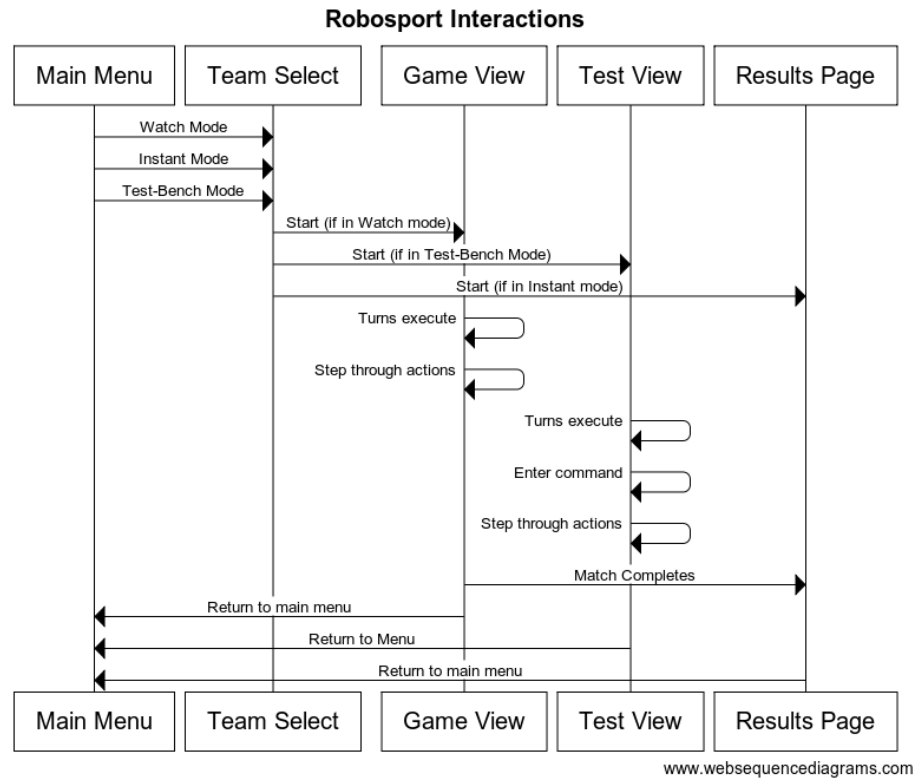 Robosport Interactions
Main Menu
Team Select
Game View
Test View
Results Page
Watch Mode
Instant Mode
Test-Bench Mode
Start (if in Watch mode)
Start (if in Test-Bench Mode)
Start (if in Instant mode)
Turns execute
Step through actions
Turns execute
Enter command
Step through actions
Match Completes
Return to main menu
Return to Menu
Return to main menu
Main Menu
Team Select
Game View
Test View
Results Page
www.websequencediagrams.com